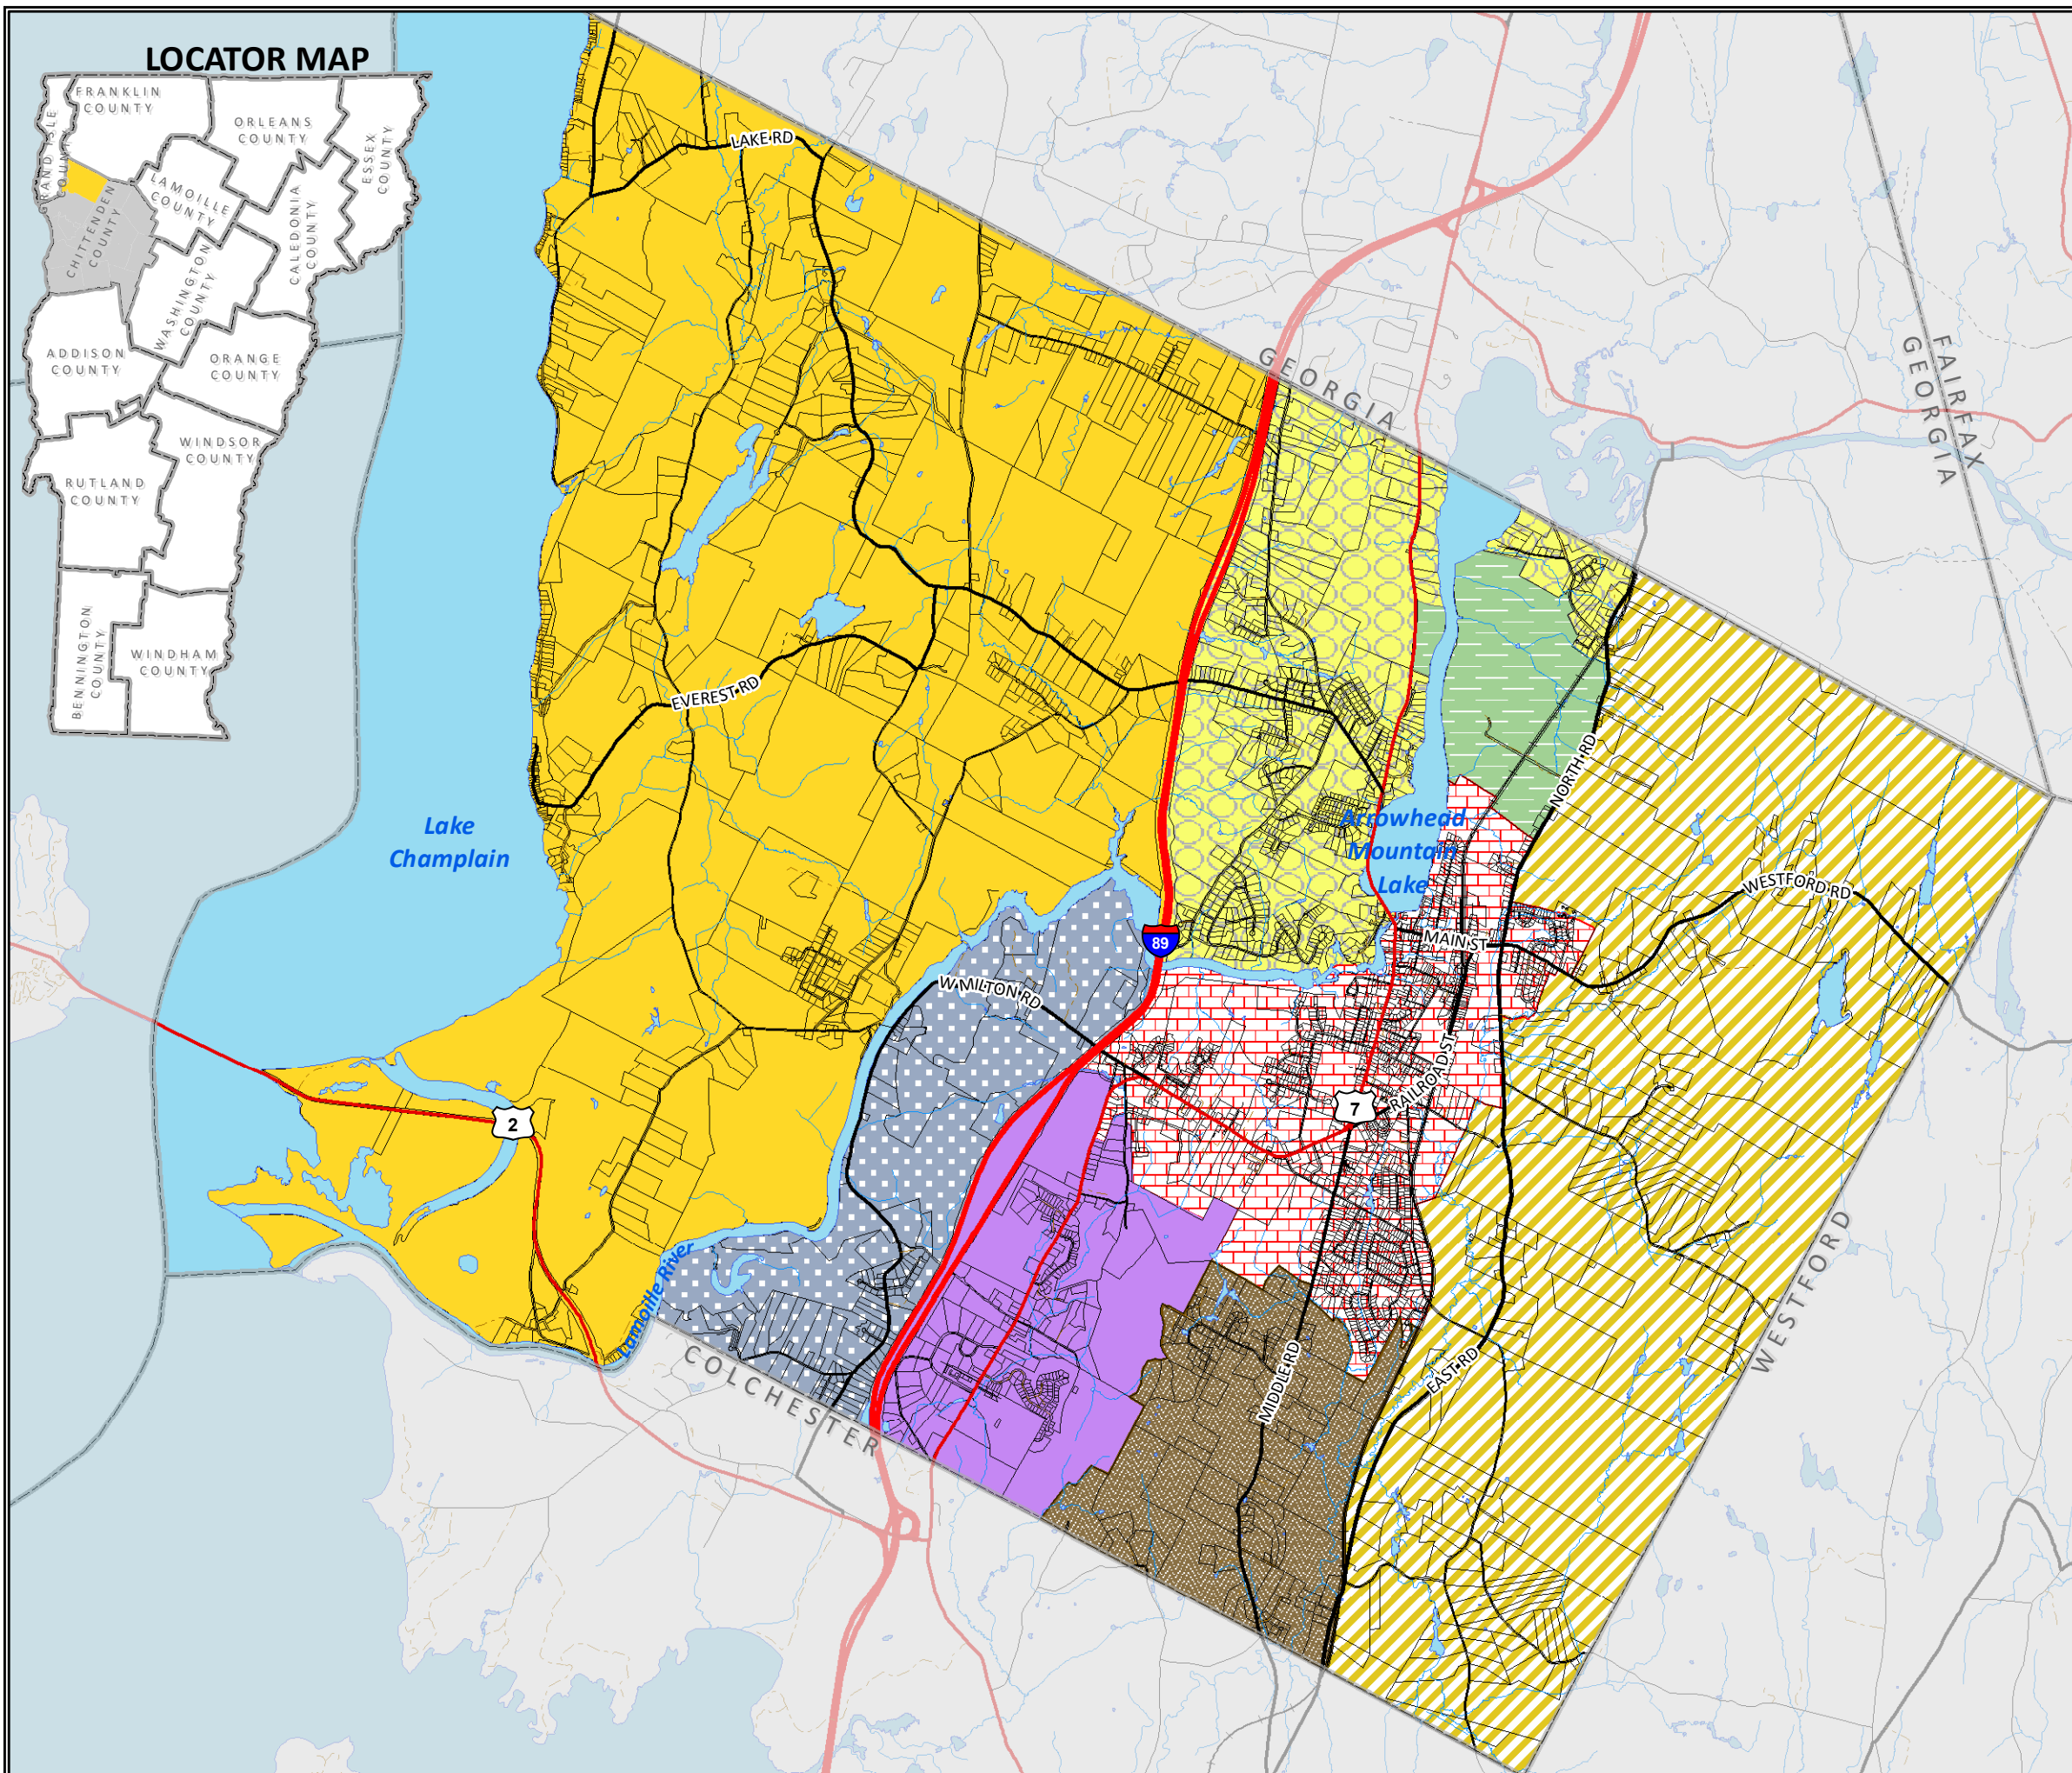 LOCATOR MAP
FRANKLIN
COUNTY
GRAND ISLE
COUNTY
ORLEANS
COUNTY
ESSEX
COUNTY
LAMOILLE
COUNTY
CHITTENDEN
COUNTY
CALEDONIA
COUNTY
WASHINGTON
COUNTY
ADDISON
COUNTY
ORANGE
COUNTY
WINDSOR
COUNTY
RUTLAND
COUNTY
BENNINGTON
COUNTY
WINDHAM
COUNTY
LAKE RD
GEORGIA
FAIRFAX
GEORGIA
EVEREST RD
NORTH RD
Lake
Champlain
Arrowhead
Mountain
Lake
WESTFORD RD
89
MAIN ST
W MILTON RD
RAILROAD ST
7
2
Lamoille River
WESTFORD
COLCHESTER
MIDDLE RD
EAST RD